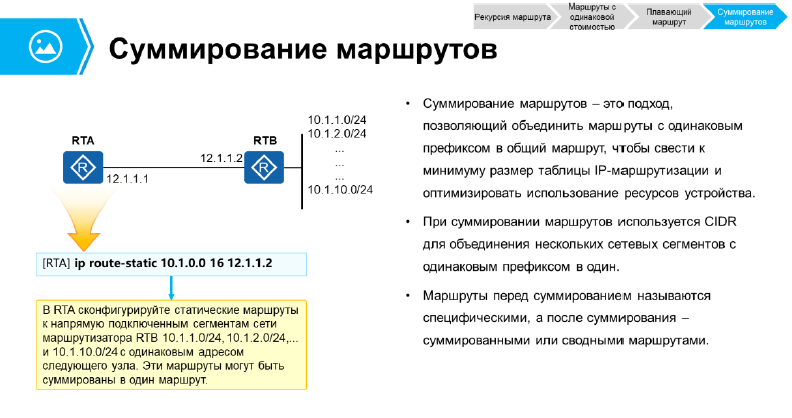 Рекурсия маршрута
Маршруты с
одинаковой
стоимостью
Плавающий
маршрут
Суммирование
маршрутов
Суммирование маршрутов
RTA
12.1.1.1
12.1.1.2
RTB
10.1.1.0/24
10.1.2.0/24
...
...
...
10.1.10.0/24
R
R
[RTA] ip route-static 10.1.0.0 16 12.1.1.2
В RTA сконфигурируйте статические маршруты
к напрямую подключенным сегментам сети
маршрутизатора RTB 10.1.1.0/24, 10.1.2.0/24,...
и 10.1.10.0/24 с одинаковым адресом
следующего узла. Эти маршруты могут быть
суммированы в один маршрут.
• Суммирование маршрутов – это подход,
позволяющий объединить маршруты с одинаковым
префиксом в общий маршрут, чтобы свести к
минимуму размер таблицы IP-маршрутизации и
оптимизировать использование ресурсов устройства.
• При суммировании маршрутов используется CIDR
для объединения нескольких сетевых сегментов с
одинаковым префиксом в один.
• Маршруты перед суммированием называются
специфическими, а после суммирования –
суммированными или сводными маршрутами.